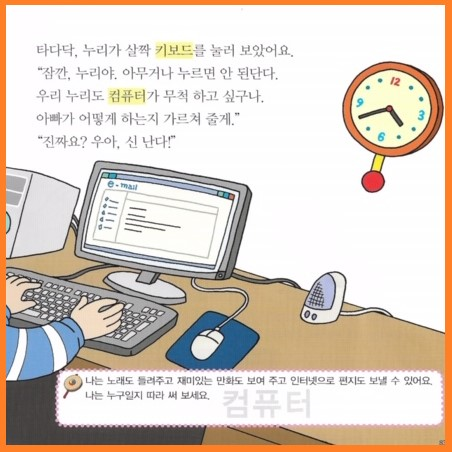 타다닥, 누리가 살짝 키보드를 눌러 보았어요.
“잠깐, 누리야. 아무거나 누르면 안 된단다.
우리 누리도 컴퓨터가 무척 하고 싶구나.
아빠가 어떻게 하는지 가르쳐 줄게.”
“진짜요? 우아, 신 난다!”
12
9
3
6
e-mail
나는 노래도 들려주고 재미있는 만화도 보여 주고 인터넷으로 편지도 보낼 수 있어요.
나는 누구일지 따라 써 보세요. 컴퓨터